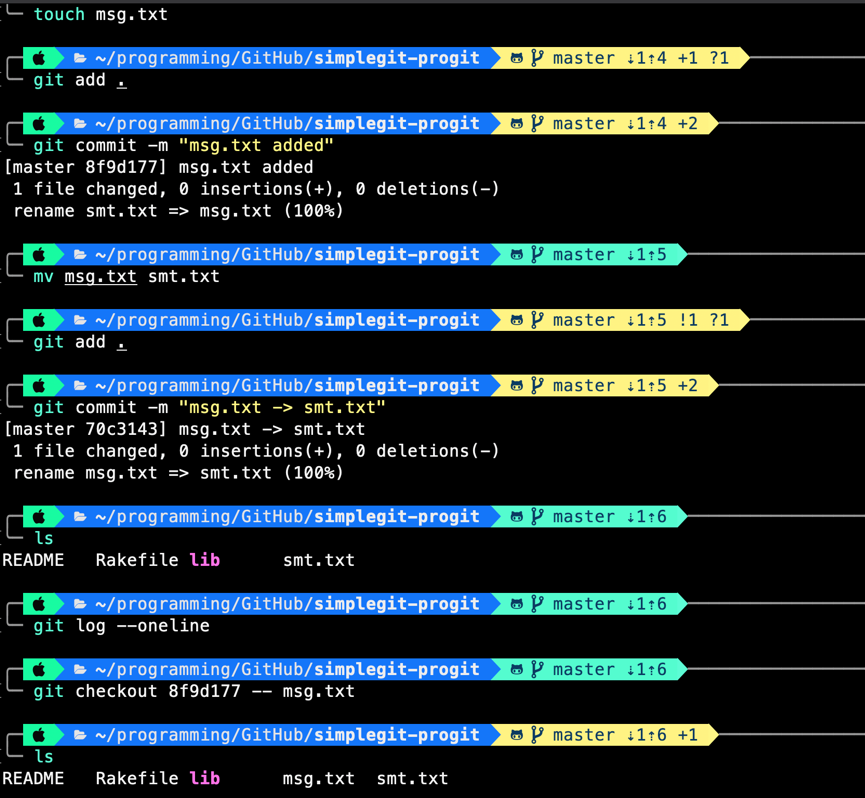 touch msg.txt
~/programming/GitHub/simplegit-progit master ⇣1⇡4 +1 ?1
git add .
~/programming/GitHub/simplegit-progit master ⇣1⇡4 +2
git commit -m "msg.txt added"
[master 8f9d177] msg.txt added
1 file changed, 0 insertions(+), 0 deletions(-)
rename smt.txt => msg.txt (100%)
~/programming/GitHub/simplegit-progit master ⇣1⇡5
mv msg.txt smt.txt
~/programming/GitHub/simplegit-progit master ⇣1⇡5 !1 ?1
git add .
~/programming/GitHub/simplegit-progit master ⇣1⇡5 +2
git commit -m "msg.txt -> smt.txt"
[master 70c3143] msg.txt -> smt.txt
1 file changed, 0 insertions(+), 0 deletions(-)
rename msg.txt => smt.txt (100%)
~/programming/GitHub/simplegit-progit master ⇣1⇡6
ls
README Rakefile lib smt.txt
~/programming/GitHub/simplegit-progit master ⇣1⇡6
git log --oneline
~/programming/GitHub/simplegit-progit master ⇣1⇡6
git checkout 8f9d177 -- msg.txt
~/programming/GitHub/simplegit-progit master ⇣1⇡6 +1
ls
README Rakefile lib msg.txt smt.txt